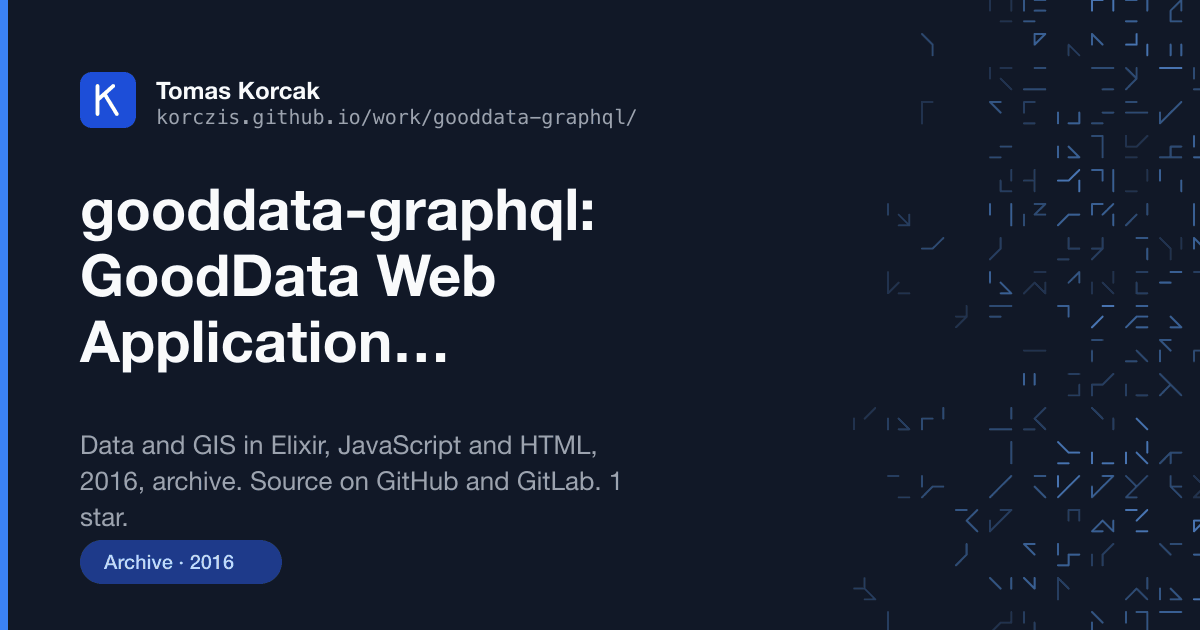 K
Tomas Korcak
korczis.github.io/work/gooddata-graphql/
gooddata-graphql:
GoodData Web
Application…
Data and GIS in Elixir, JavaScript and HTML,
2016, archive. Source on GitHub and GitLab. 1
star.
Archive · 2016